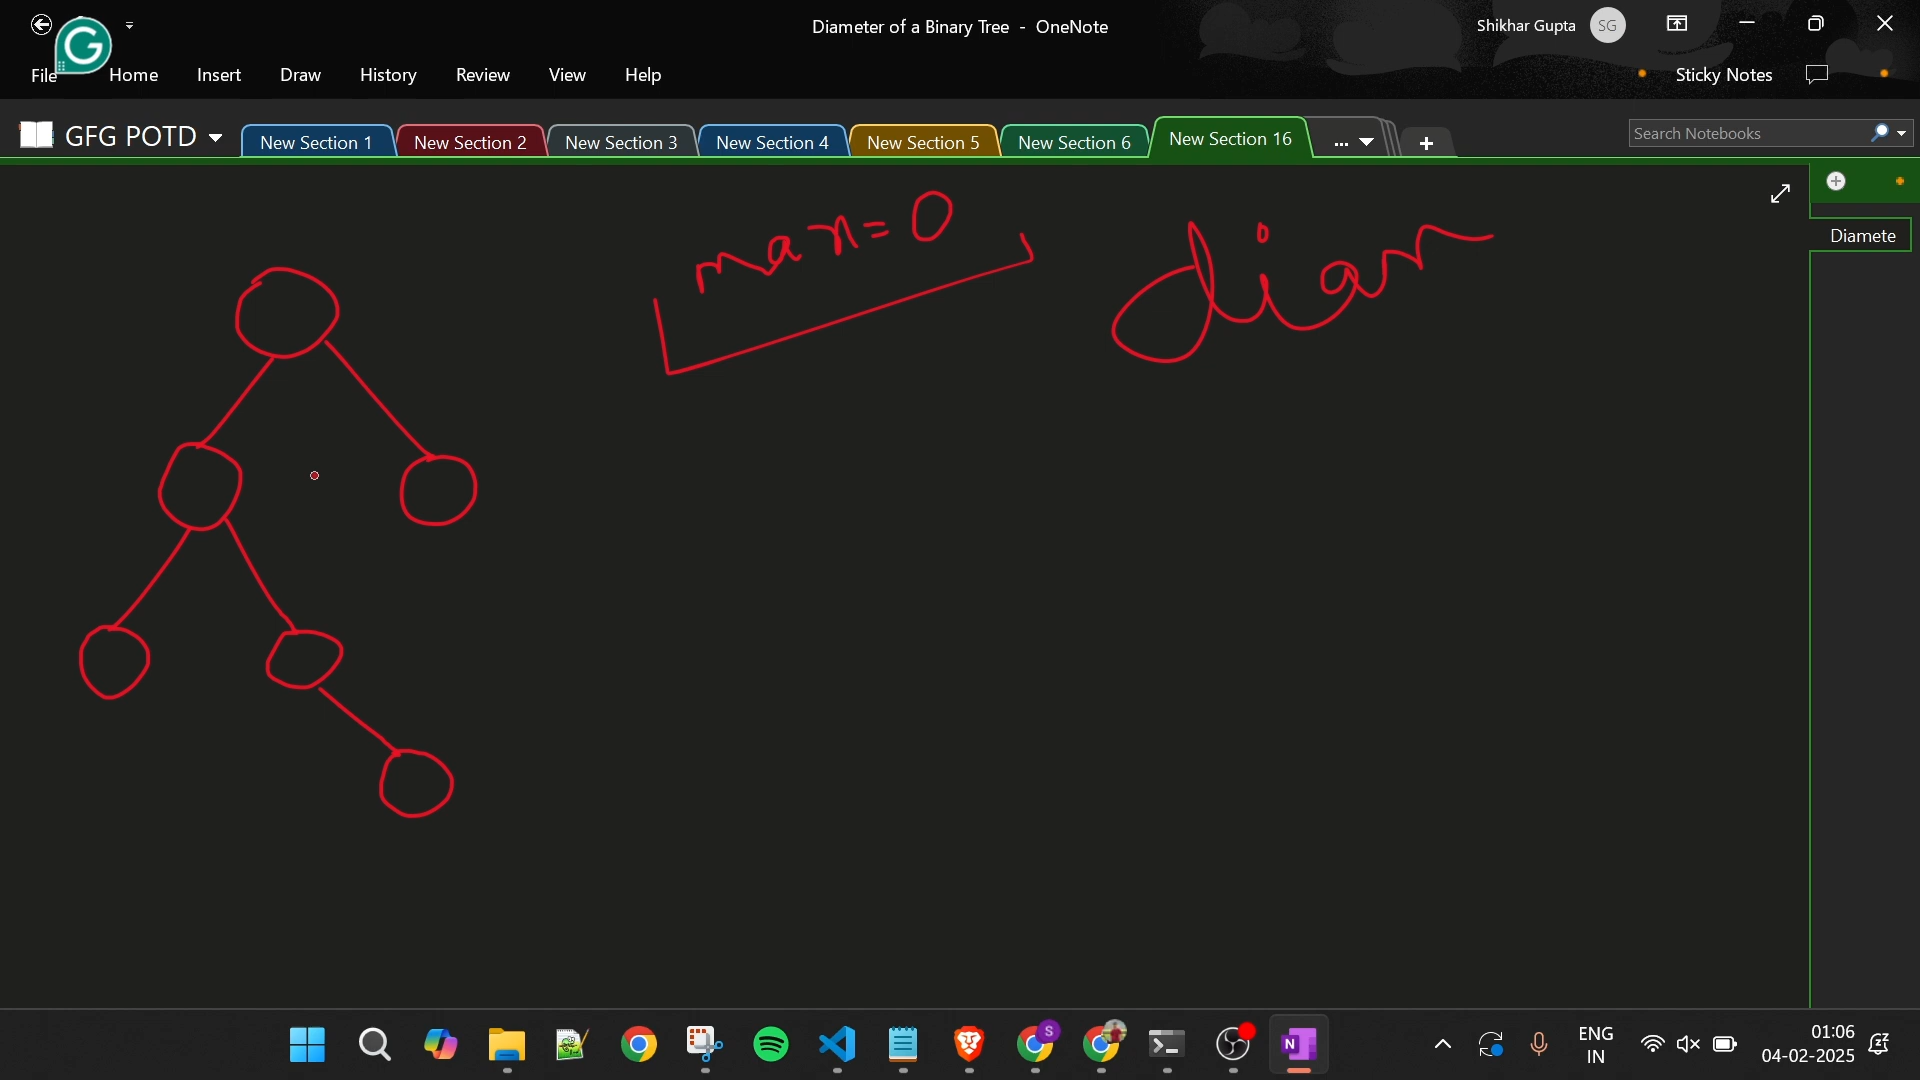 Diameter of a Binary Tree - OneNote
Shikhar Gupta SG
G
File Home Insert Draw History Review View Help
Sticky Notes
GFG POTD
New Section 1 New Section 2 New Section 3 New Section 4 New Section 5 New Section 6 New Section 16 ... +
Search Notebooks
Diamete
max=0
diam
S
N
ENG
IN
01:06
04-02-2025